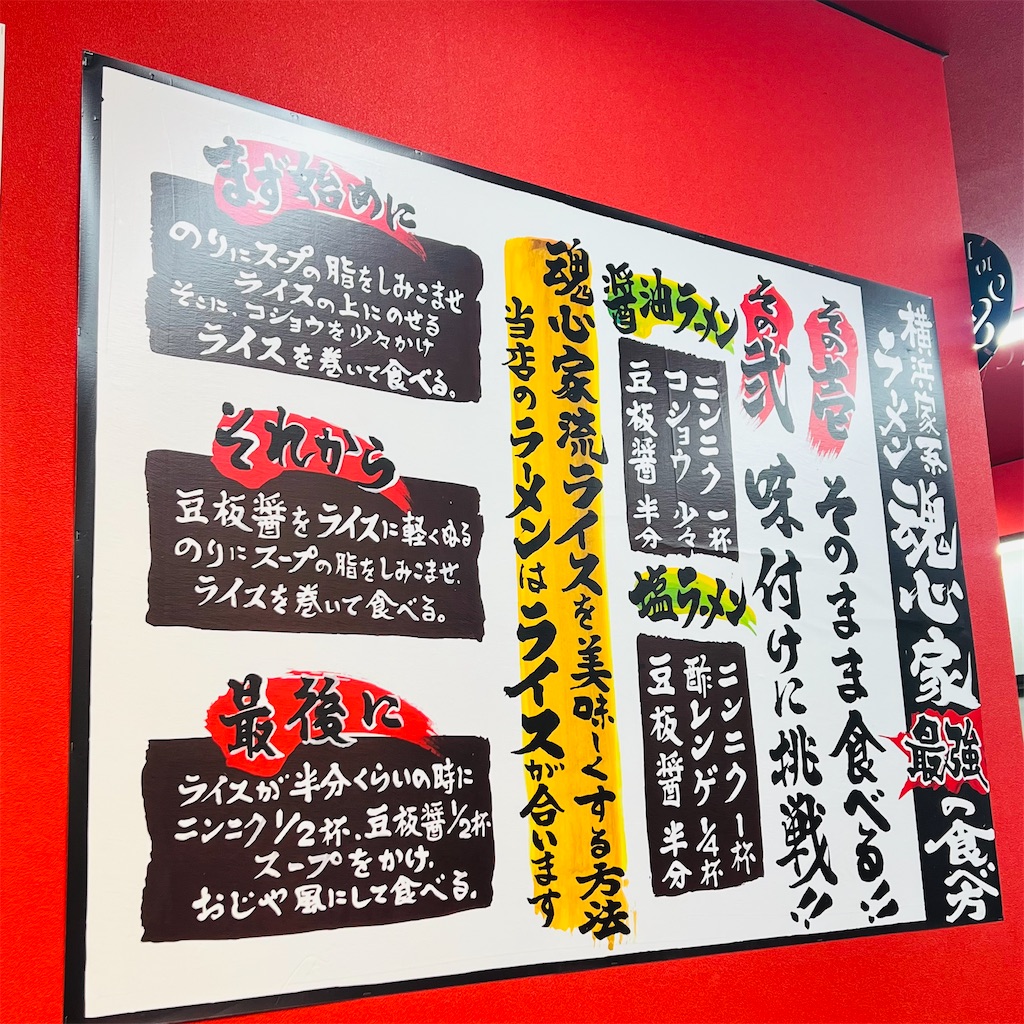 横浜家系
ラーメン
魂心家
最強
の食べ方
その壱
そのまま食べる!!
その弐
味付けに挑戦!!
醤油ラーメン
ニンニク 一杯
コショウ 少々
豆板醤 半分
塩ラーメン
ニンニク 1杯
酢レンゲ 1/4杯
豆板醤 半分
魂心家流ライスを美味しくする方法
当店のラーメンはライスが合います
まず始めに
のりにスープの脂をしみこませ
ライスの上にのせる
そこに、コショウを少々かけ
ライスを巻いて食べる。
それから
豆板醤をライスに軽くぬる
のりにスープの脂をしみこませ、
ライスを巻いて食べる。
最後に
ライスが半分くらいの時に
ニンニク1/2杯、豆板醤1/2杯
スープをかけ、
おじや風にして食べる。